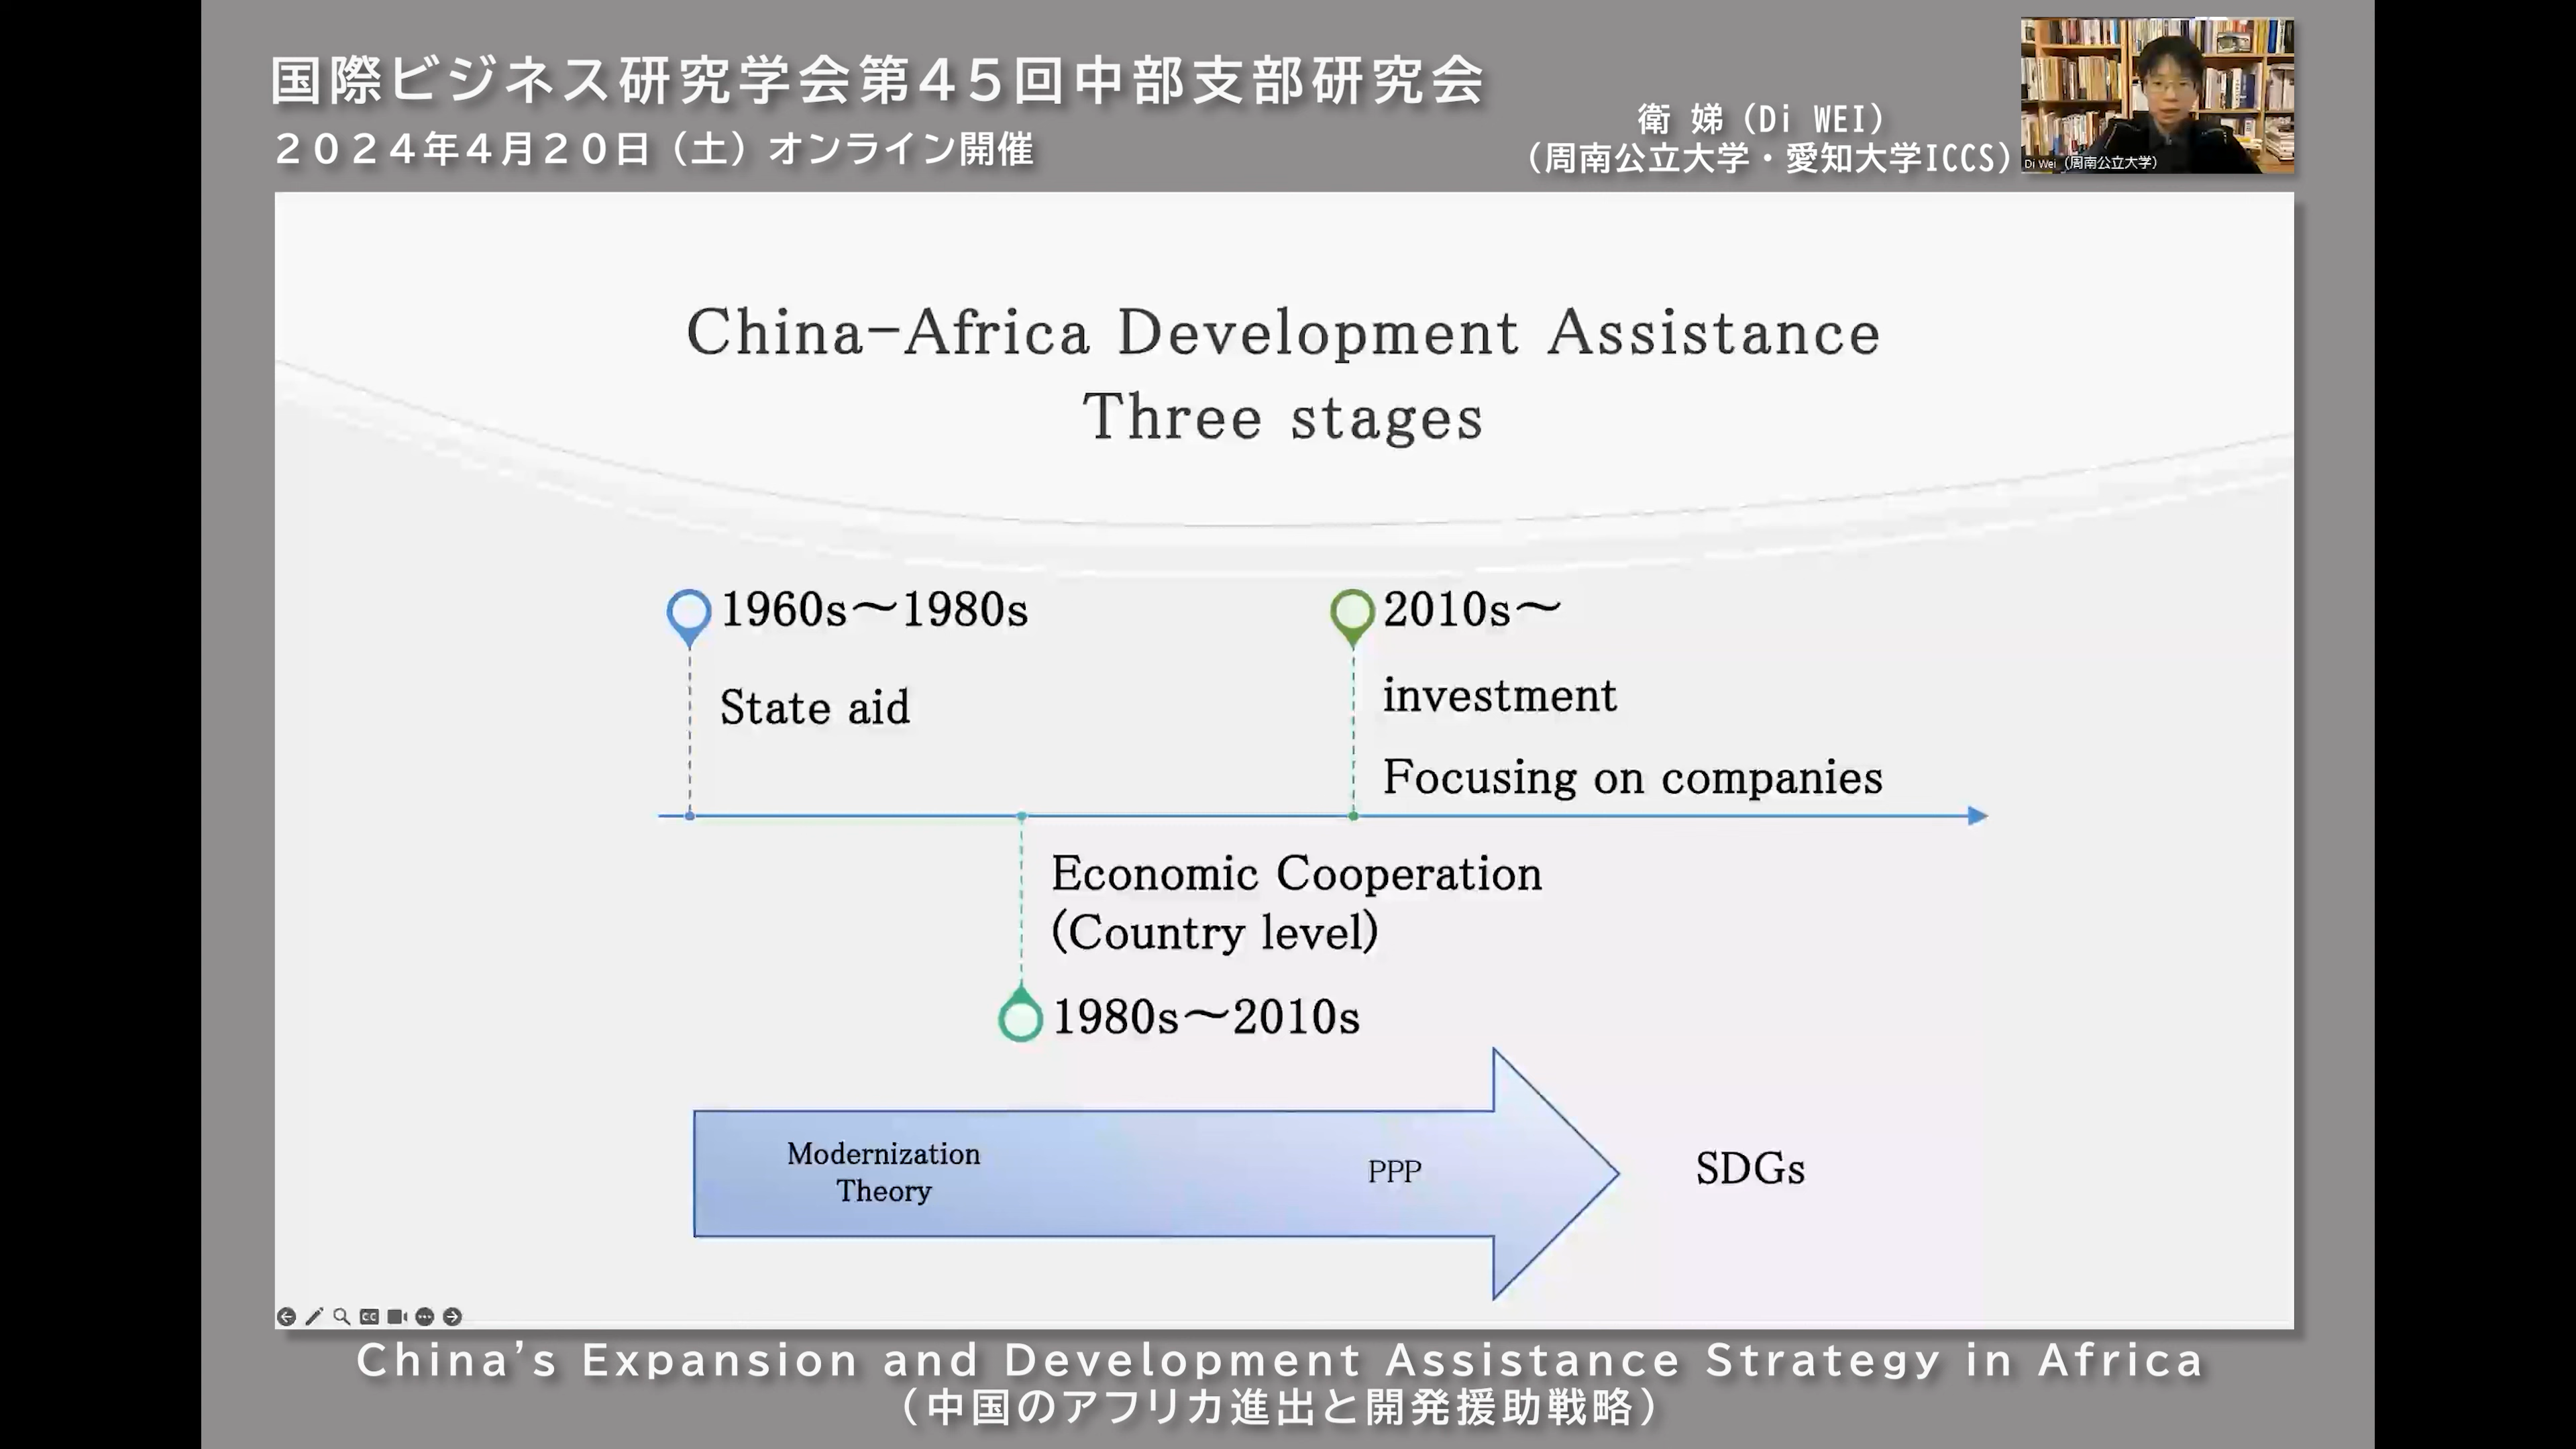 国際ビジネス研究学会第45回中部支部研究会
2024年4月20日（土）オンライン開催
衛 娣（Di WEI）
（周南公立大学・愛知大学ICCS）
Di Wei（周南公立大学）
China-Africa Development Assistance
Three stages
1960s～1980s
State aid
2010s～
investment
Focusing on companies
Economic Cooperation
(Country level)
1980s～2010s
Modernization
Theory
PPP
SDGs
CC
China's Expansion and Development Assistance Strategy in Africa
（中国のアフリカ進出と開発援助戦略）